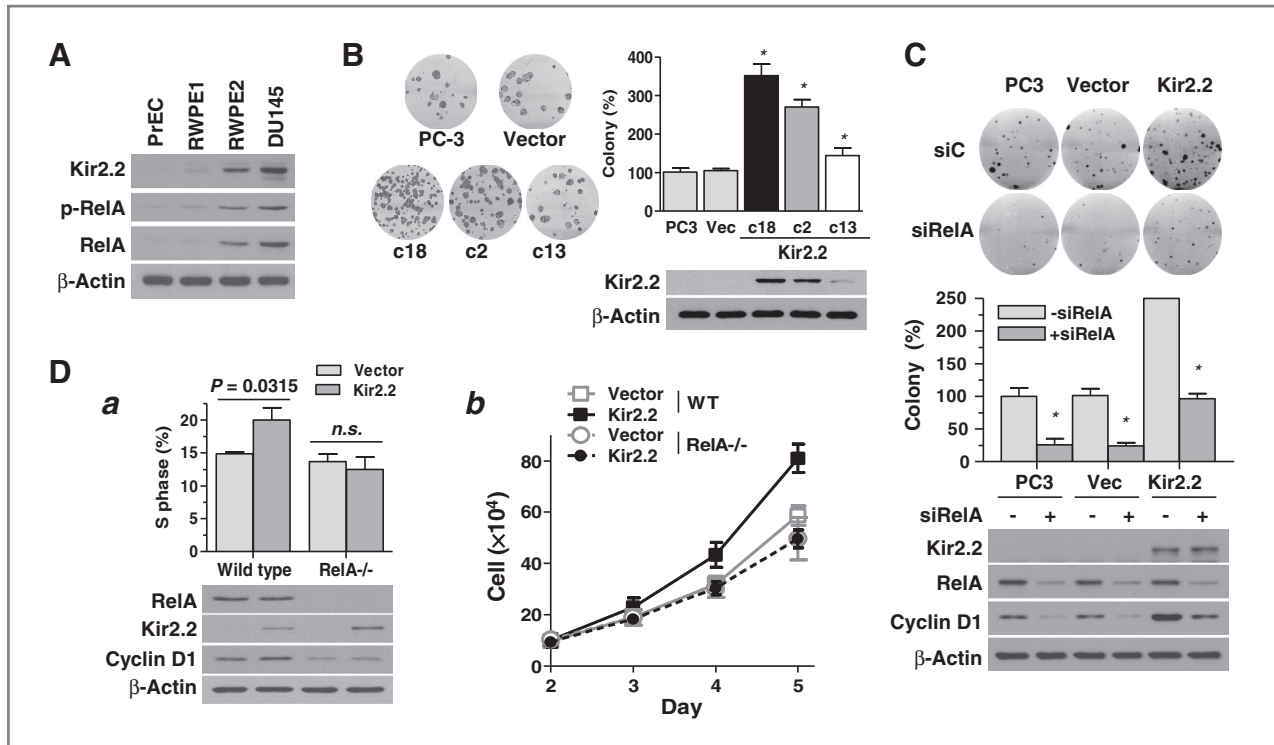 A
PrEC
RWPE1
RWPE2
DU145
Kir2.2
p-RelA
RelA
β-Actin
B
PC-3
Vector
c18
c2
c13
Colony (%)
400
300
200
100
0
*
*
*
PC3
Vec
c18
c2
c13
Kir2.2
Kir2.2
β-Actin
C
PC3
Vector
Kir2.2
siC
siRelA
Colony (%)
250
200
150
100
75
50
25
0
-siRelA
+siRelA
*
*
*
PC3
Vec
Kir2.2
siRelA
- + - + - +
Kir2.2
RelA
Cyclin D1
β-Actin
D
a
Vector
Kir2.2
P = 0.0315
n.s.
S phase (%)
20
15
10
5
0
Wild type
RelA-/-
RelA
Kir2.2
Cyclin D1
β-Actin
b
Vector
Kir2.2
WT
Vector
Kir2.2
RelA-/-
Cell (×10⁴)
80
60
40
20
0
2
3
4
5
Day